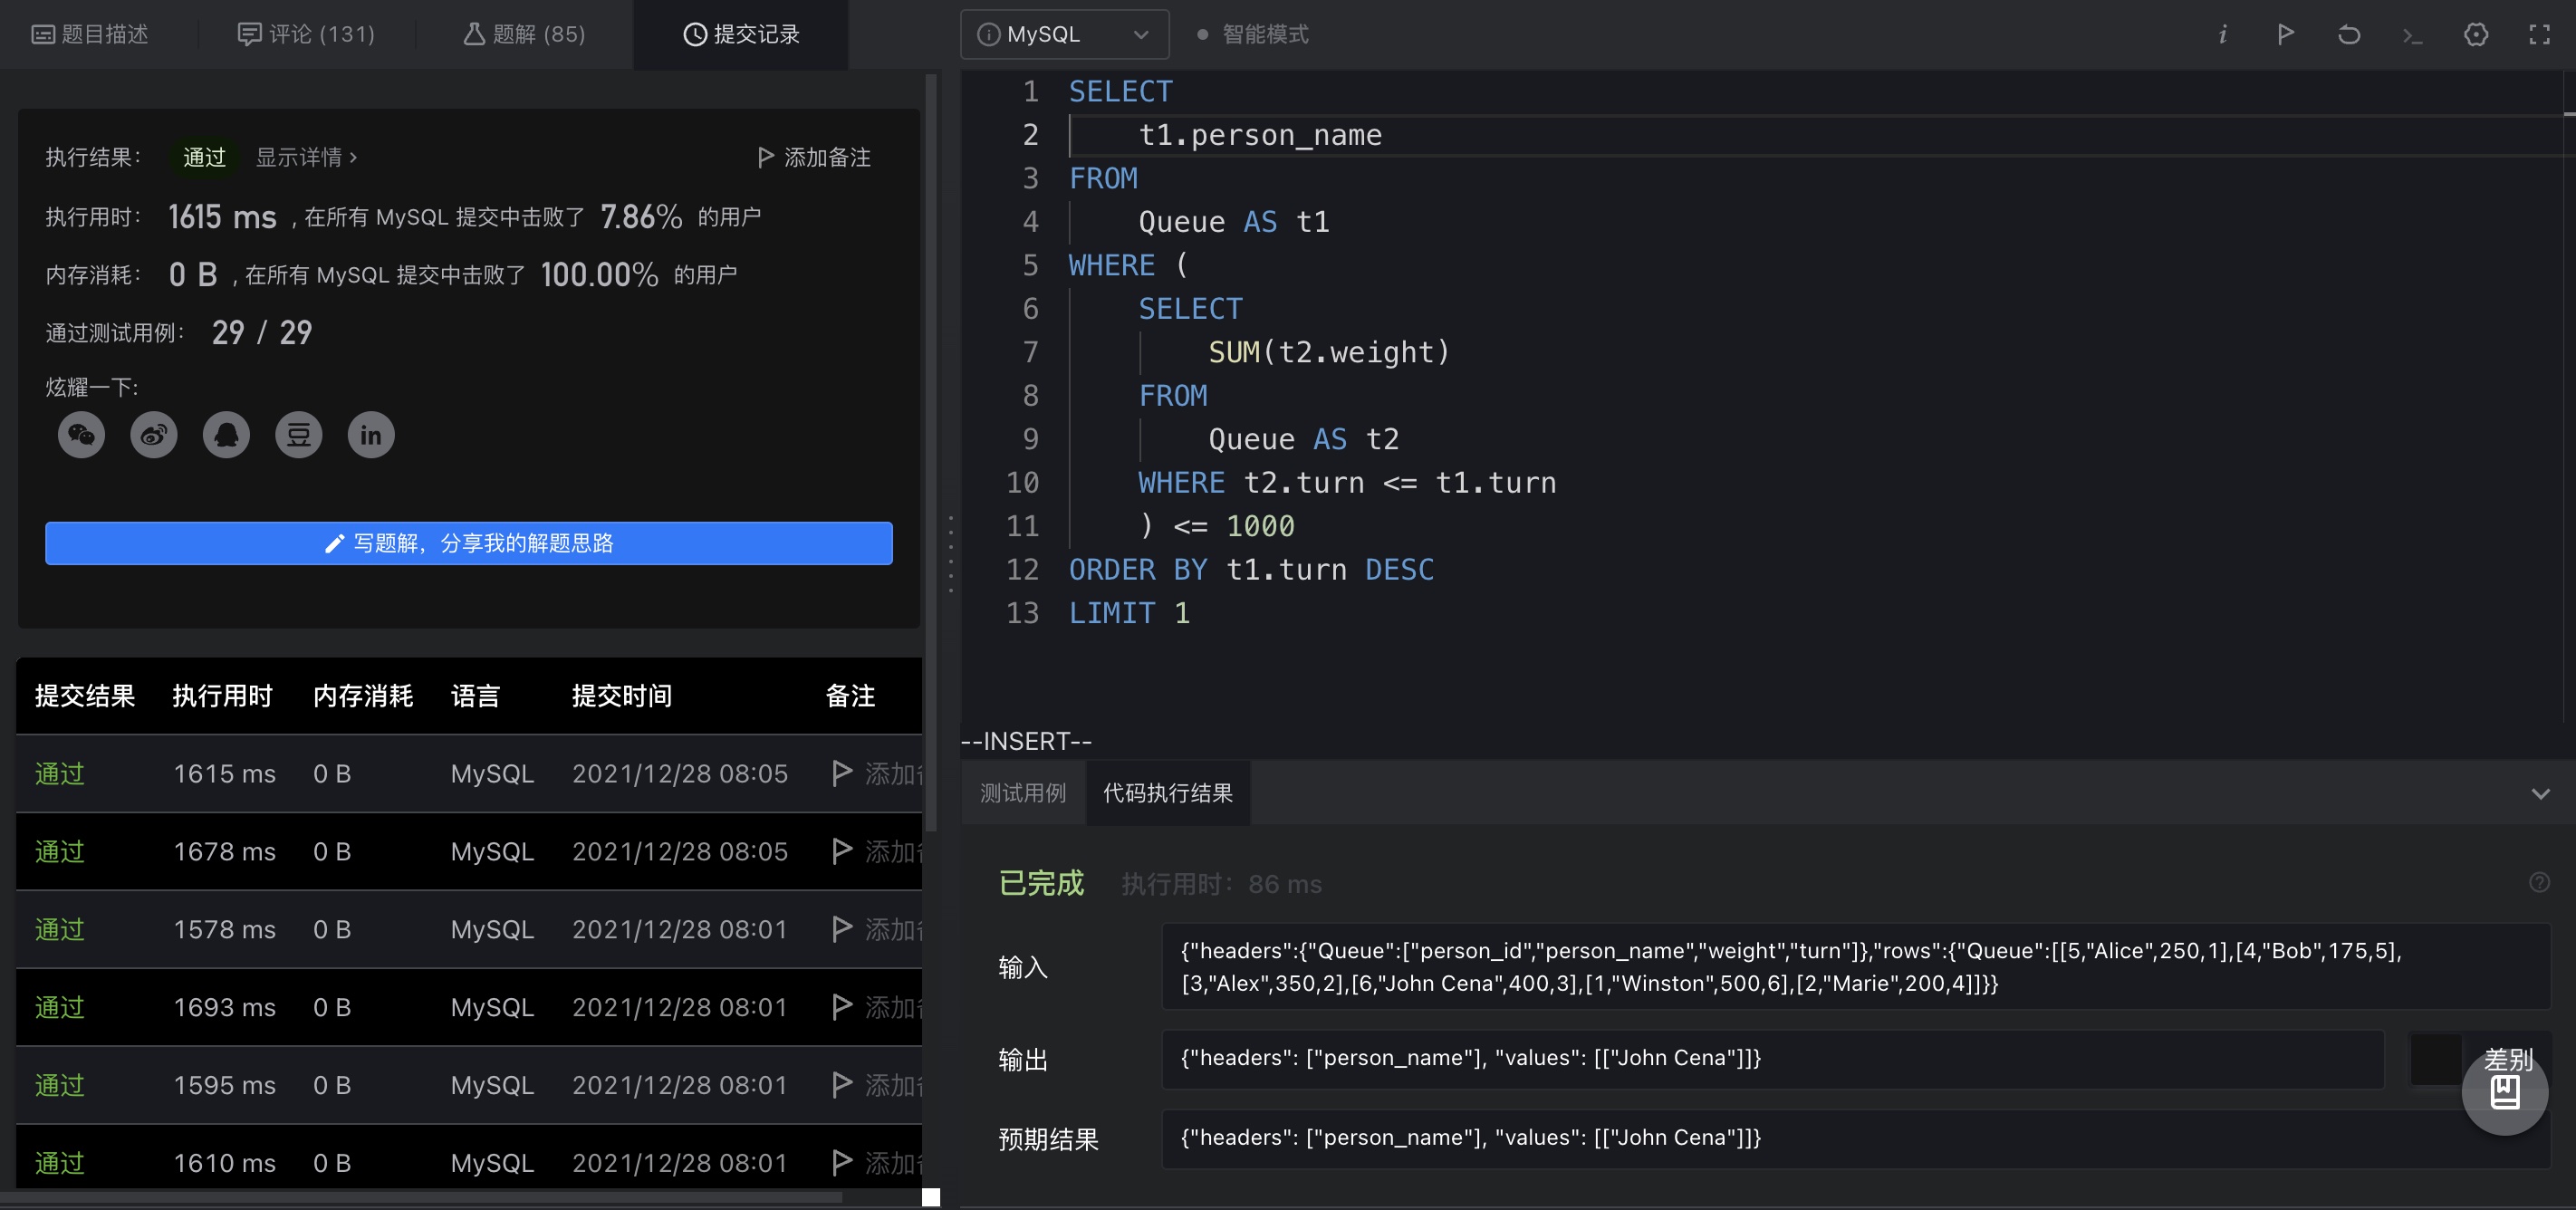 题目描述
评论 (131)
题解 (85)
提交记录
执行结果：
通过
显示详情 ›
添加备注
执行用时： 1615 ms , 在所有 MySQL 提交中击败了 7.86% 的用户
内存消耗： 0 B , 在所有 MySQL 提交中击败了 100.00% 的用户
通过测试用例： 29 / 29
炫耀一下:
豆
in
写题解，分享我的解题思路
提交结果 执行用时 内存消耗 语言 提交时间 备注
通过 1615 ms 0 B MySQL 2021/12/28 08:05 添加
通过 1678 ms 0 B MySQL 2021/12/28 08:05 添加
通过 1578 ms 0 B MySQL 2021/12/28 08:01 添加
通过 1693 ms 0 B MySQL 2021/12/28 08:01 添加
通过 1595 ms 0 B MySQL 2021/12/28 08:01 添加
通过 1610 ms 0 B MySQL 2021/12/28 08:01 添加
MySQL
智能模式
1 SELECT
2 t1.person_name
3 FROM
4 Queue AS t1
5 WHERE (
6 SELECT
7 SUM(t2.weight)
8 FROM
9 Queue AS t2
10 WHERE t2.turn <= t1.turn
11 ) <= 1000
12 ORDER BY t1.turn DESC
13 LIMIT 1
--INSERT--
测试用例
代码执行结果
已完成
执行用时：86 ms
输入
{"headers":{"Queue":["person_id","person_name","weight","turn"]},"rows":{"Queue":[[5,"Alice",250,1],[4,"Bob",175,5],
[3,"Alex",350,2],[6,"John Cena",400,3],[1,"Winston",500,6],[2,"Marie",200,4]]}}
输出
{"headers": ["person_name"], "values": [["John Cena"]]}
差别
预期结果
{"headers": ["person_name"], "values": [["John Cena"]]}